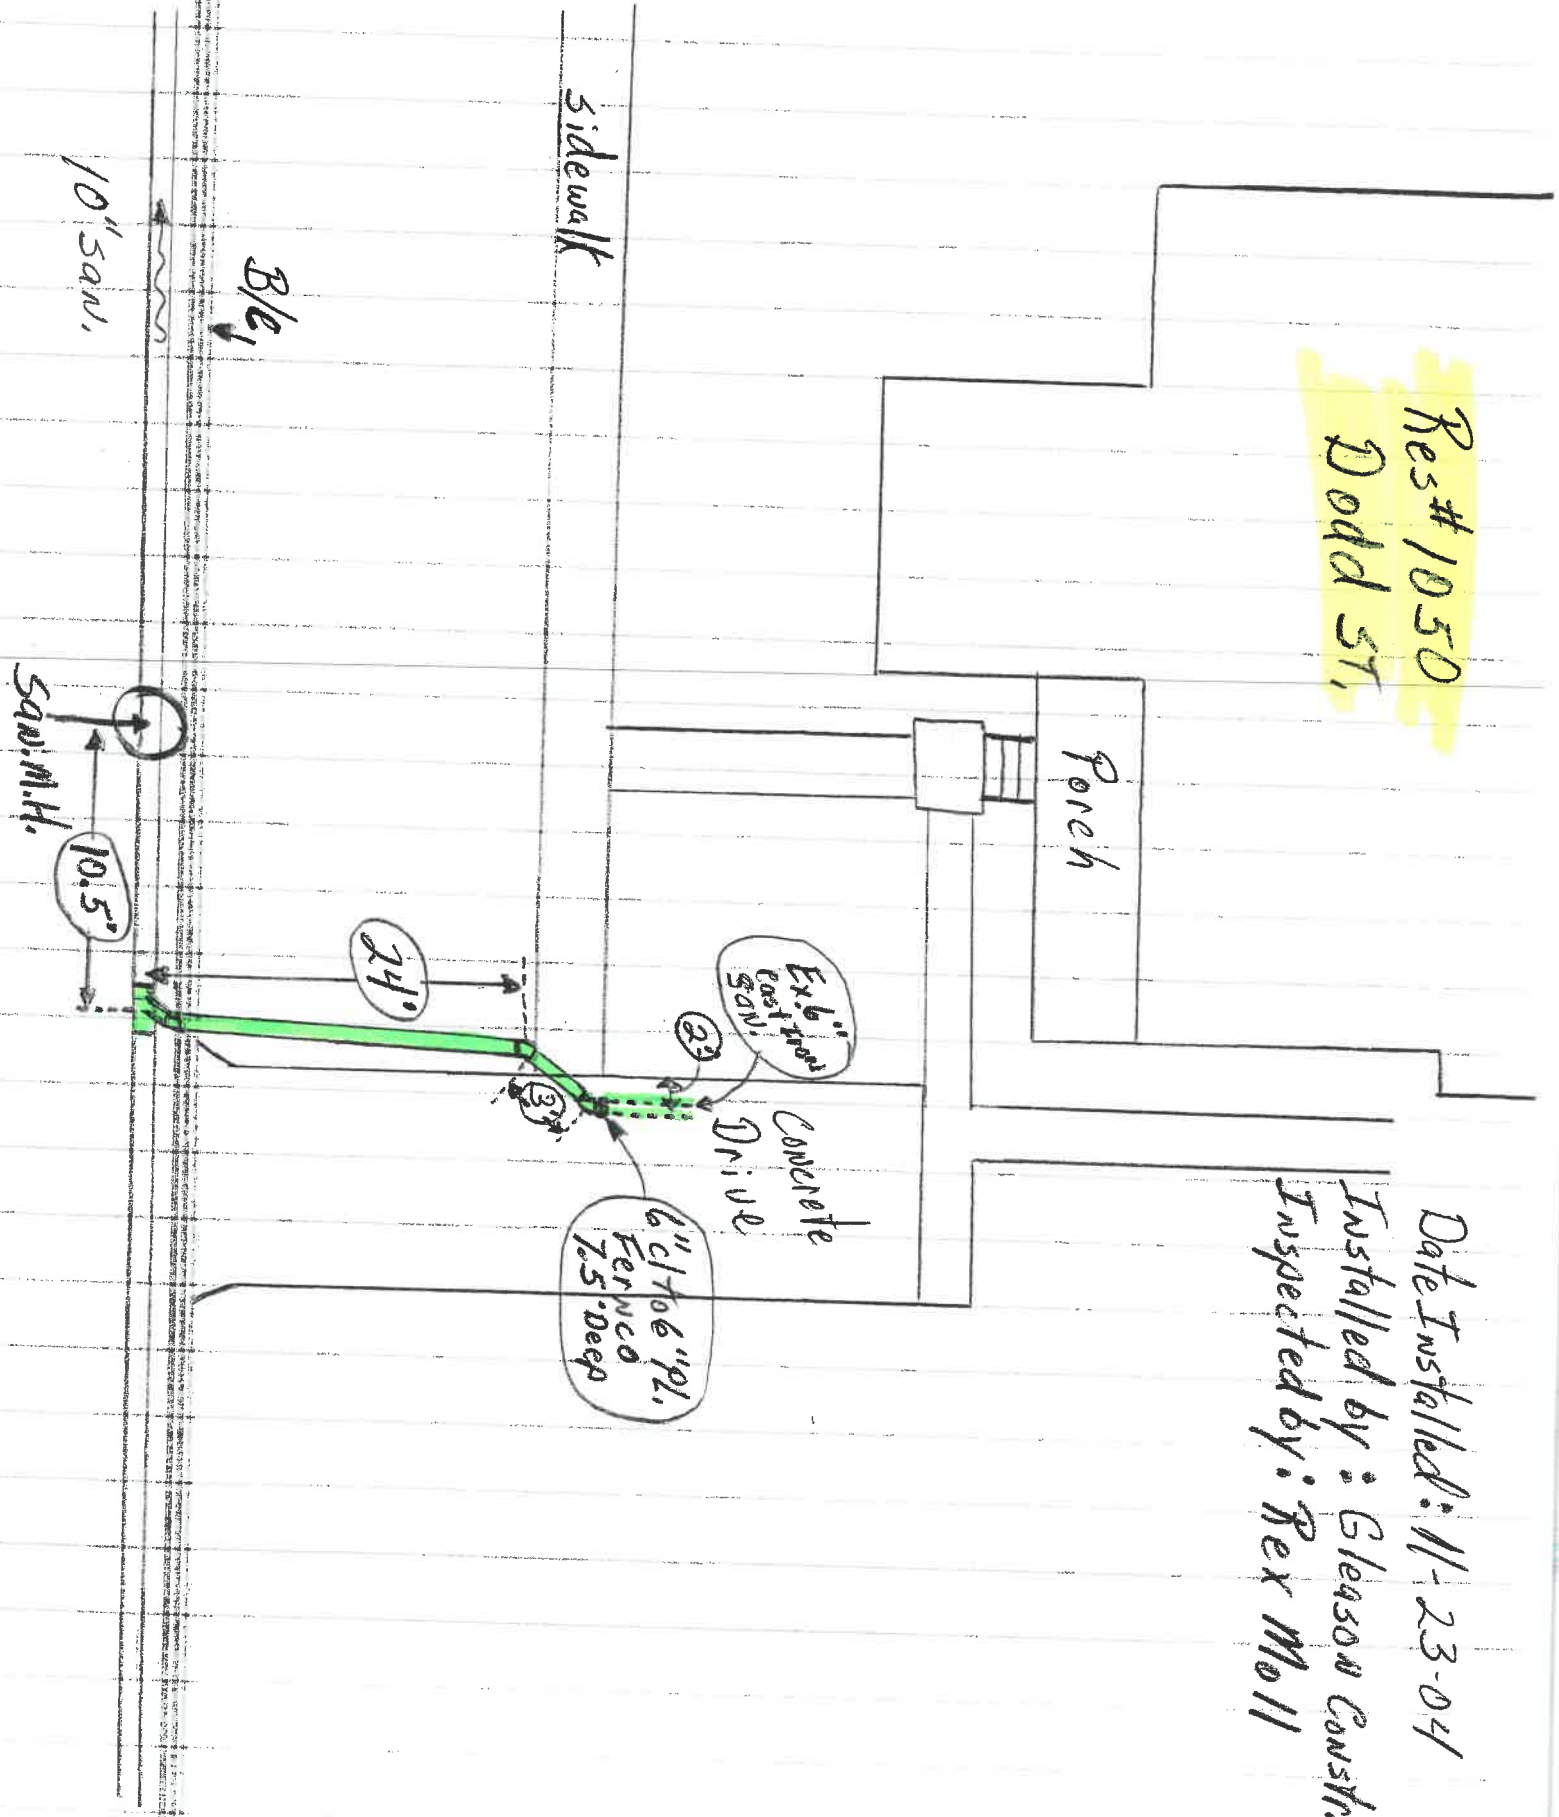 Res# 1050
Dodd St.
Date Installed: 11-23-04
Installed by: Gleason Constr.
Inspected by: Rex Moll
Porch
Ex. 6"
Cast Iron
San.
2'
Concrete
Drive
sidewalk
24'
3'
6" CI to 6" PL.
Fernco
7.5' Deep
B/C
10" San.
San. M.H.
10.5'